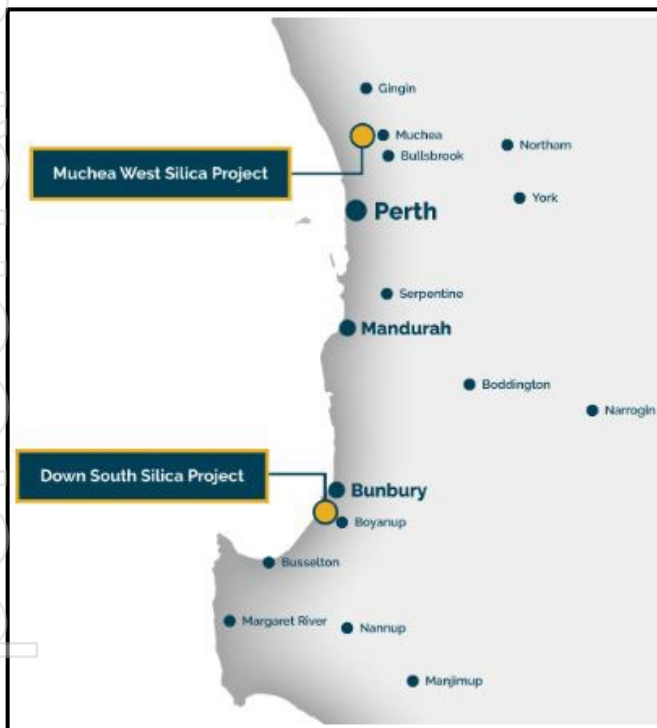 Gingin
Muchea
Bullsbrook
Northam
Muchea West Silica Project
York
Perth
Serpentine
Mandurah
Boddington
Narrogin
Down South Silica Project
Bunbury
Boyanup
Busselton
Margaret River
Nannup
Manjimup